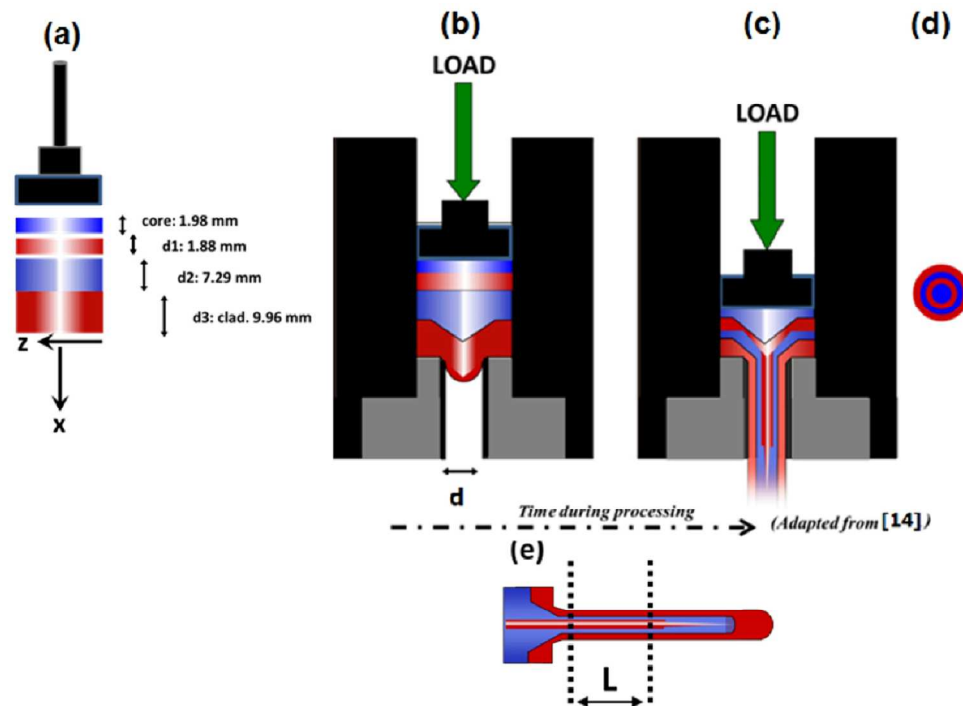 (a)
(b)
(c)
(d)
LOAD
LOAD
core: 1.98 mm
d1: 1.88 mm
d2: 7.29 mm
d3: clad. 9.96 mm
z
x
d
Time during processing
(Adapted from [14])
(e)
L